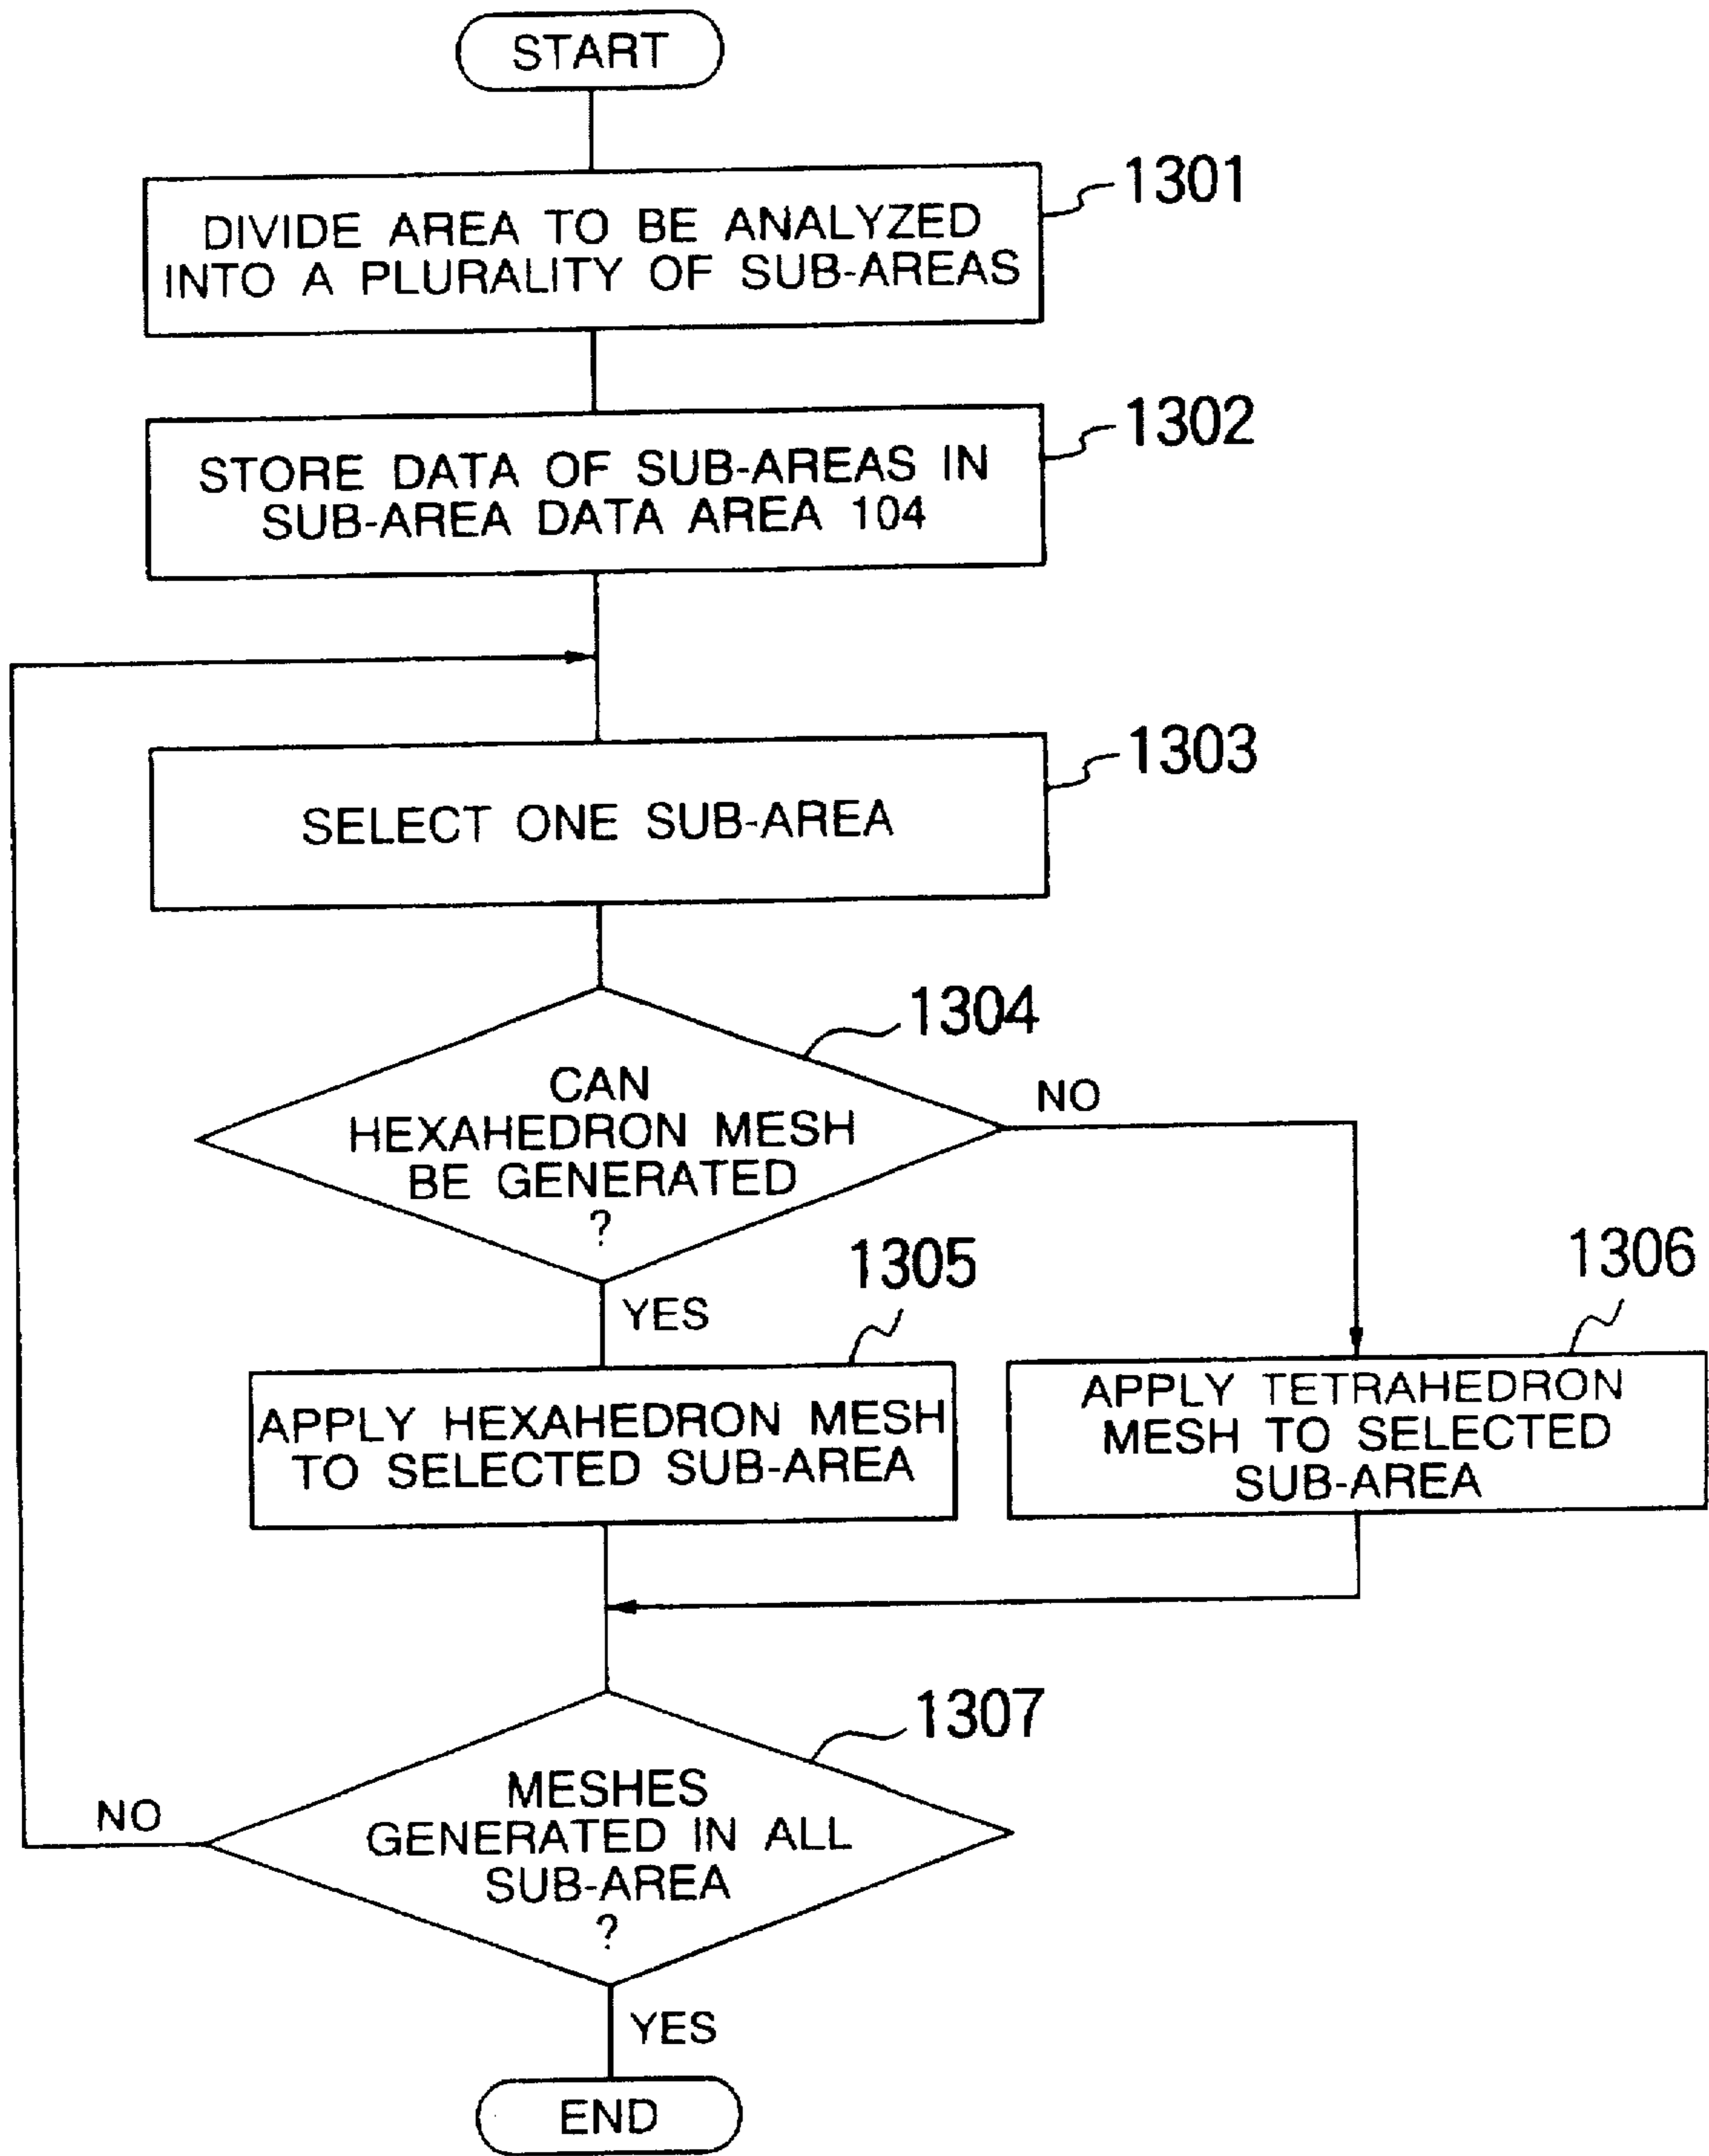 START
1301
DIVIDE AREA TO BE ANALYZED
INTO A PLURALITY OF SUB-AREAS
1302
STORE DATA OF SUB-AREAS IN
SUB-AREA DATA AREA 104
1303
SELECT ONE SUB-AREA
1304
CAN
HEXAHEDRON MESH
BE GENERATED
?
NO
YES
1305
APPLY HEXAHEDRON MESH
TO SELECTED SUB-AREA
1306
APPLY TETRAHEDRON
MESH TO SELECTED
SUB-AREA
1307
MESHES
GENERATED IN ALL
SUB-AREA
?
NO
YES
END